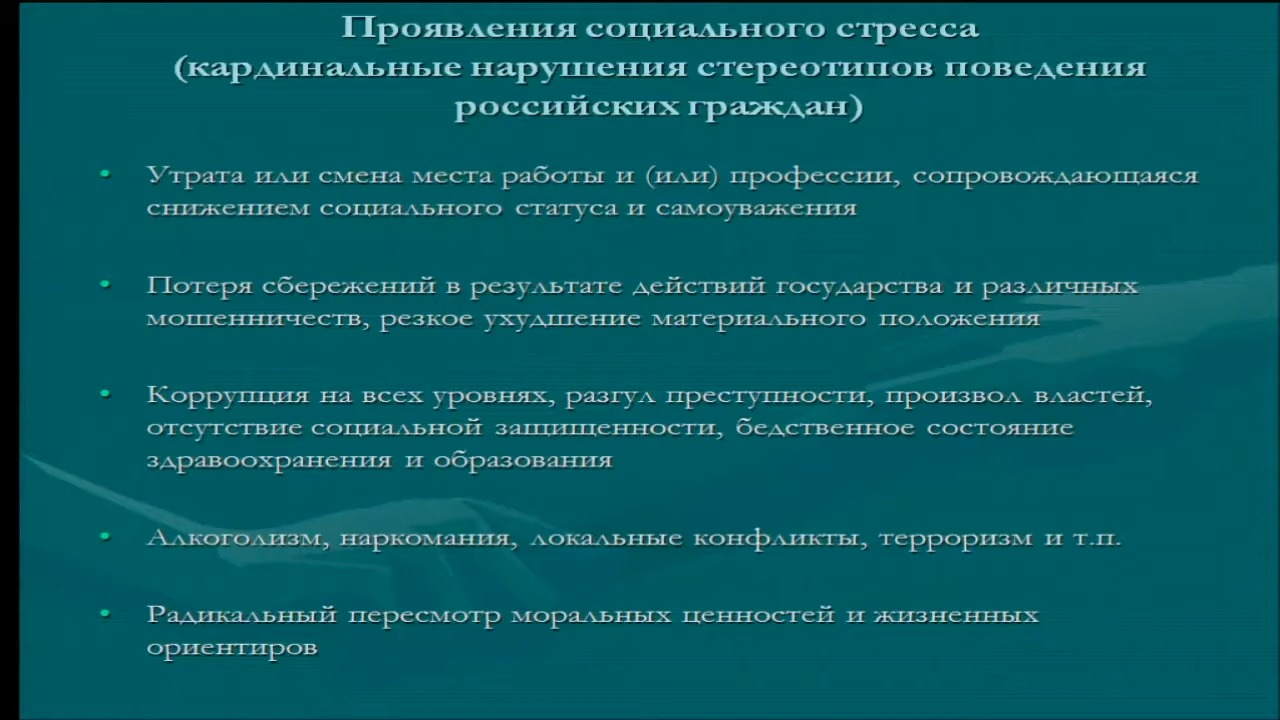 Проявления социального стресса
(кардинальные нарушения стереотипов поведения
российских граждан)
• Утрата или смена места работы и (или) профессии, сопровождающаяся
снижением социального статуса и самоуважения
• Потеря сбережений в результате действий государства и различных
мошенничеств, резкое ухудшение материального положения
• Коррупция на всех уровнях, разгул преступности, произвол властей,
отсутствие социальной защищенности, бедственное состояние
здравоохранения и образования
• Алкоголизм, наркомания, локальные конфликты, терроризм и т.п.
• Радикальный пересмотр моральных ценностей и жизненных
ориентиров